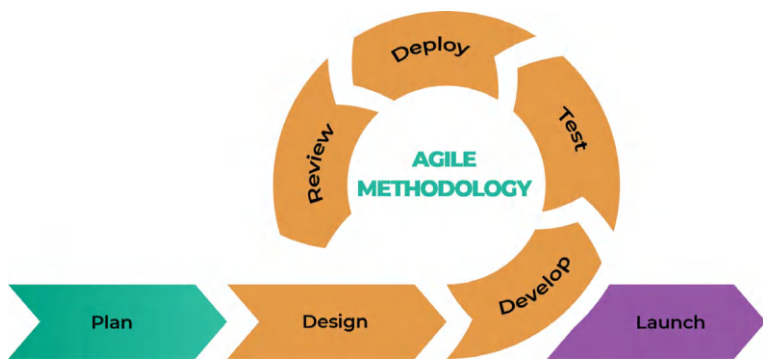 Deploy
Test
Review
AGILE
METHODOLOGY
Develop
Plan
Design
Launch